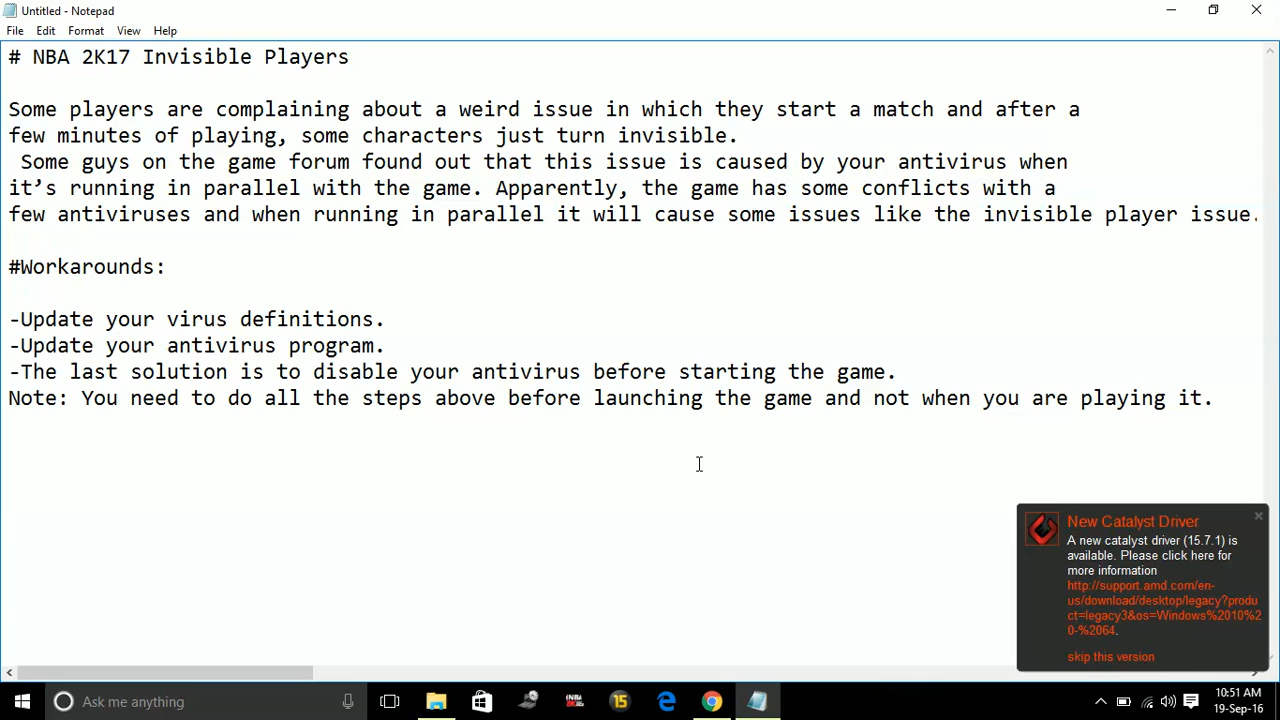 Untitled - Notepad
File Edit Format View Help
# NBA 2K17 Invisible Players
Some players are complaining about a weird issue in which they start a match and after a
few minutes of playing, some characters just turn invisible.
Some guys on the game forum found out that this issue is caused by your antivirus when
it’s running in parallel with the game. Apparently, the game has some conflicts with a
few antiviruses and when running in parallel it will cause some issues like the invisible player issue.
#Workarounds:
-Update your virus definitions.
-Update your antivirus program.
-The last solution is to disable your antivirus before starting the game.
Note: You need to do all the steps above before launching the game and not when you are playing it.
New Catalyst Driver
A new catalyst driver (15.7.1) is
available. Please click here for
more information
http://support.amd.com/en-
us/download/desktop/legacy?produ
ct=legacy3&os=Windows%2010%2
0-%2064.
skip this version
Ask me anything
15
10:51 AM
19-Sep-16